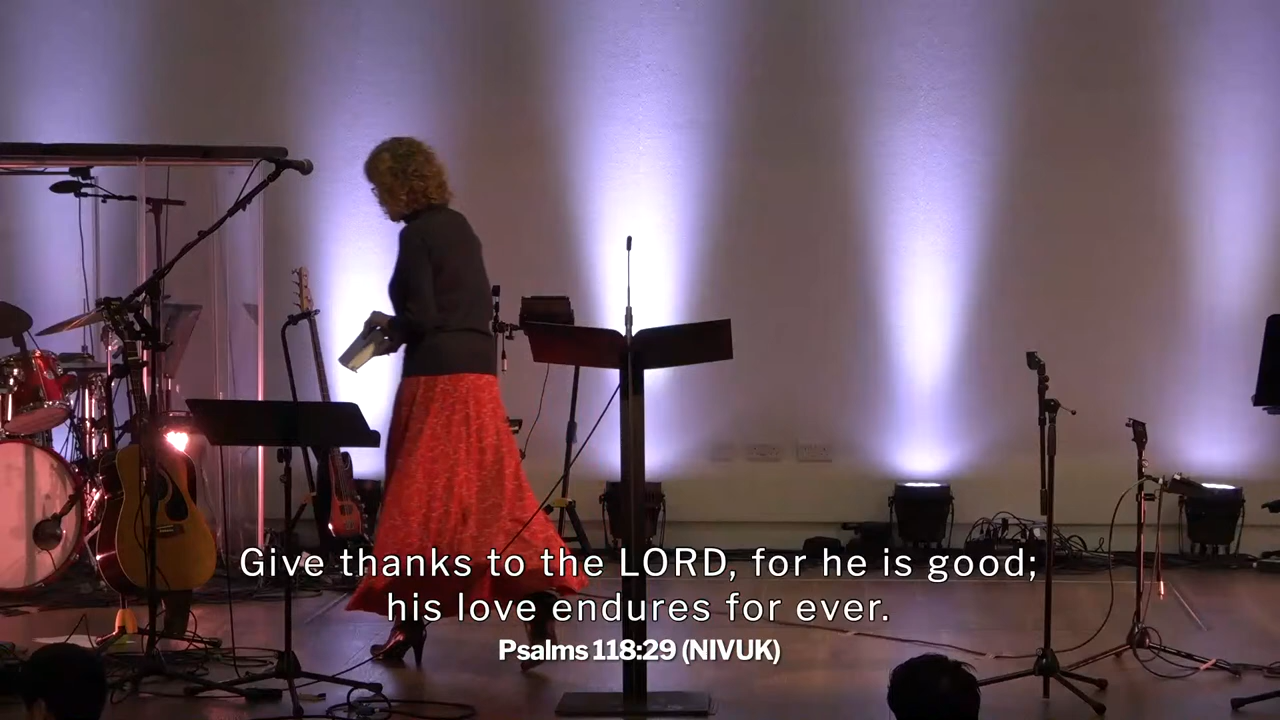 Give thanks to the LORD, for he is good;
his love endures for ever.
Psalms 118:29 (NIVUK)